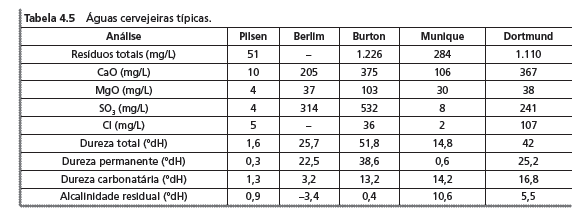 Tabela 4.5 Águas cervejeiras típicas.
Análise Pilsen Berlim Burton Munique Dortmund
Resíduos totais (mg/L) 51 – 1.226 284 1.110
CaO (mg/L) 10 205 375 106 367
MgO (mg/L) 4 37 103 30 38
SO3 (mg/L) 4 314 532 8 241
Cl (mg/L) 5 – 36 2 107
Dureza total (°dH) 1,6 25,7 51,8 14,8 42
Dureza permanente (°dH) 0,3 22,5 38,6 0,6 25,2
Dureza carbonatária (°dH) 1,3 3,2 13,2 14,2 16,8
Alcalinidade residual (°dH) 0,9 –3,4 0,4 10,6 5,5